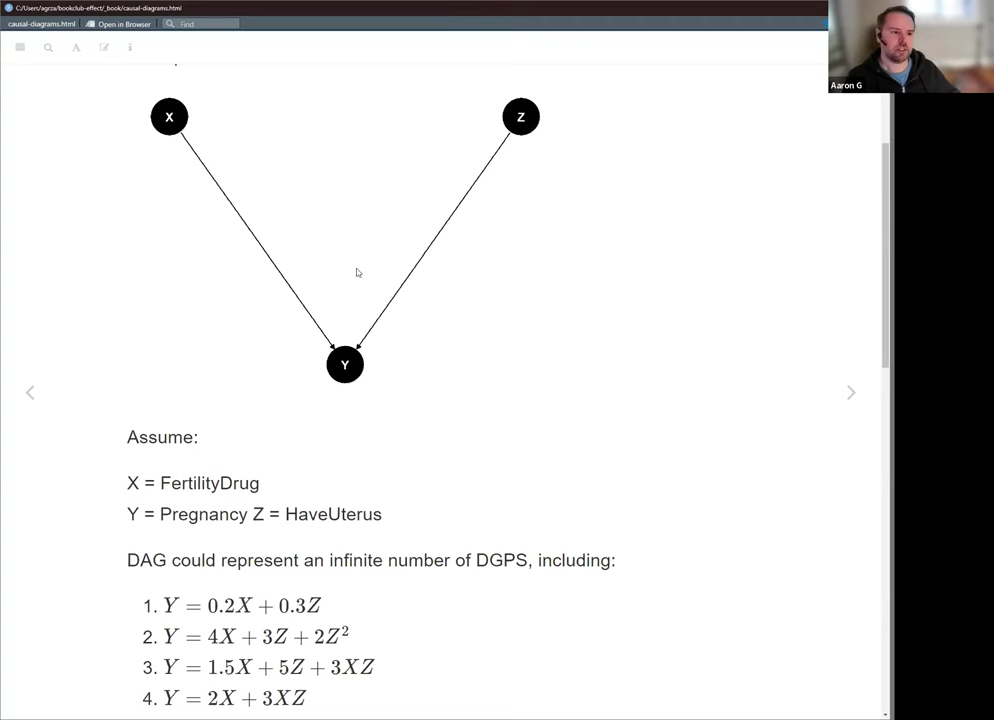 C:/Users/agrza/bookclub-effect/_book/causal-diagrams.html
causal-diagrams.html Open in Browser Find
A
i
Aaron G
X
Z
Y
Assume:
X = FertilityDrug
Y = Pregnancy Z = HaveUterus
DAG could represent an infinite number of DGPS, including:
1. Y = 0.2X + 0.3Z
2. Y = 4X + 3Z + 2Z²
3. Y = 1.5X + 5Z + 3XZ
4. Y = 2X + 3XZ